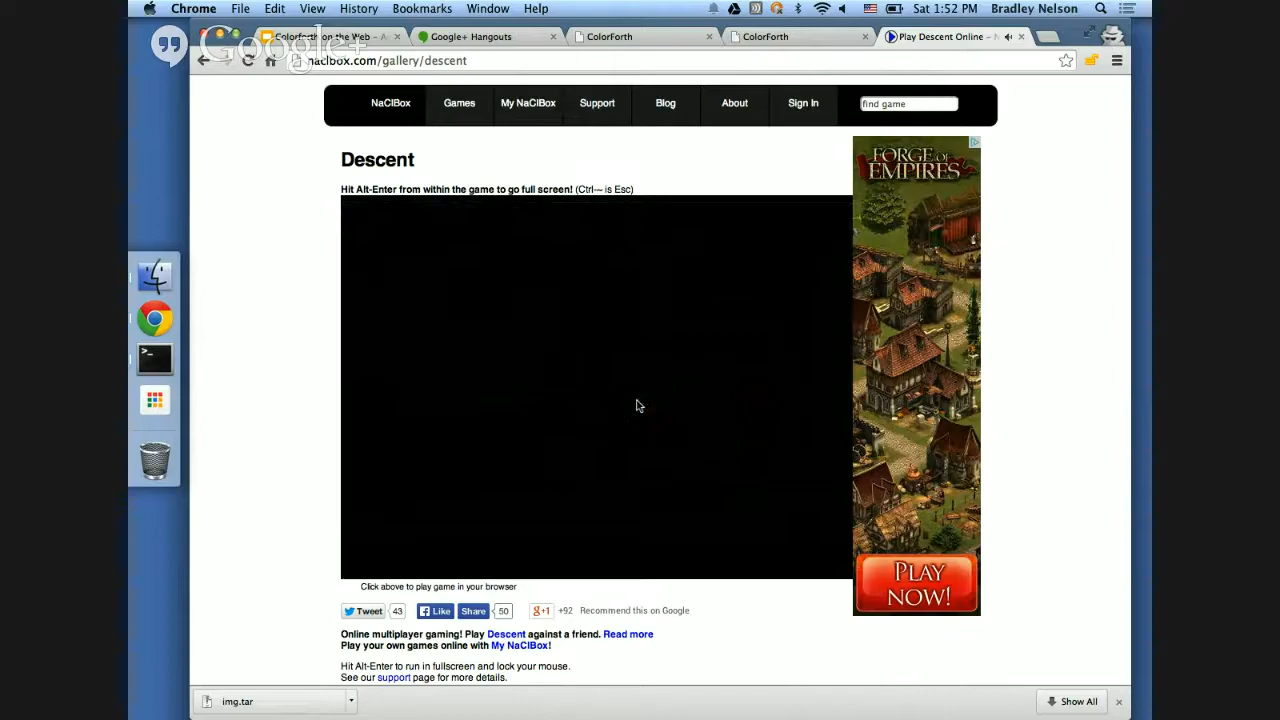 Chrome File Edit View History Bookmarks Window Help Sat 1:52 PM Bradley Nelson
Google+
Colorforth on the Web – A Google+ Hangouts ColorForth ColorForth Play Descent Online –
naclbox.com/gallery/descent
NaClBox Games My NaClBox Support Blog About Sign In find game
Descent
Hit Alt-Enter from within the game to go full screen! (Ctrl-~ is Esc)
FORGE OF
EMPIRES
PLAY
NOW!
Click above to play game in your browser
Tweet 43 Like Share 50 g+1 +92 Recommend this on Google
Online multiplayer gaming! Play Descent against a friend. Read more
Play your own games online with My NaClBox!
Hit Alt-Enter to run in fullscreen and lock your mouse.
See our support page for more details.
img.tar Show All